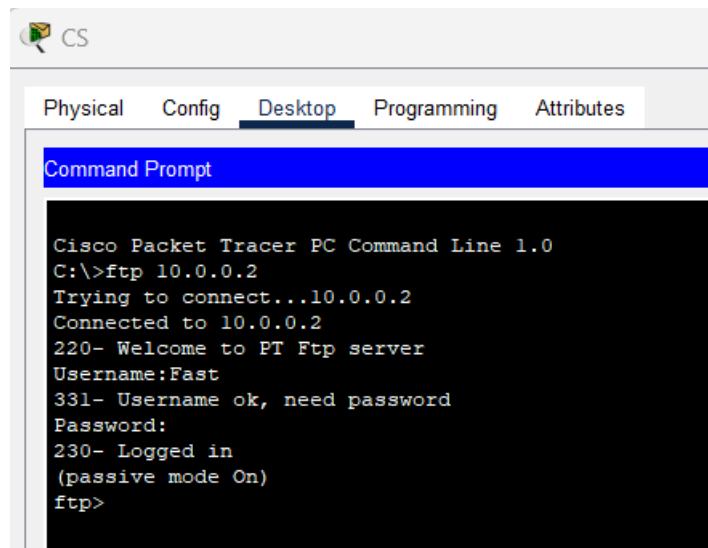 CS
Physical Config Desktop Programming Attributes
Command Prompt
Cisco Packet Tracer PC Command Line 1.0
C:\>ftp 10.0.0.2
Trying to connect...10.0.0.2
Connected to 10.0.0.2
220- Welcome to PT Ftp server
Username:Fast
331- Username ok, need password
Password:
230- Logged in
(passive mode On)
ftp>